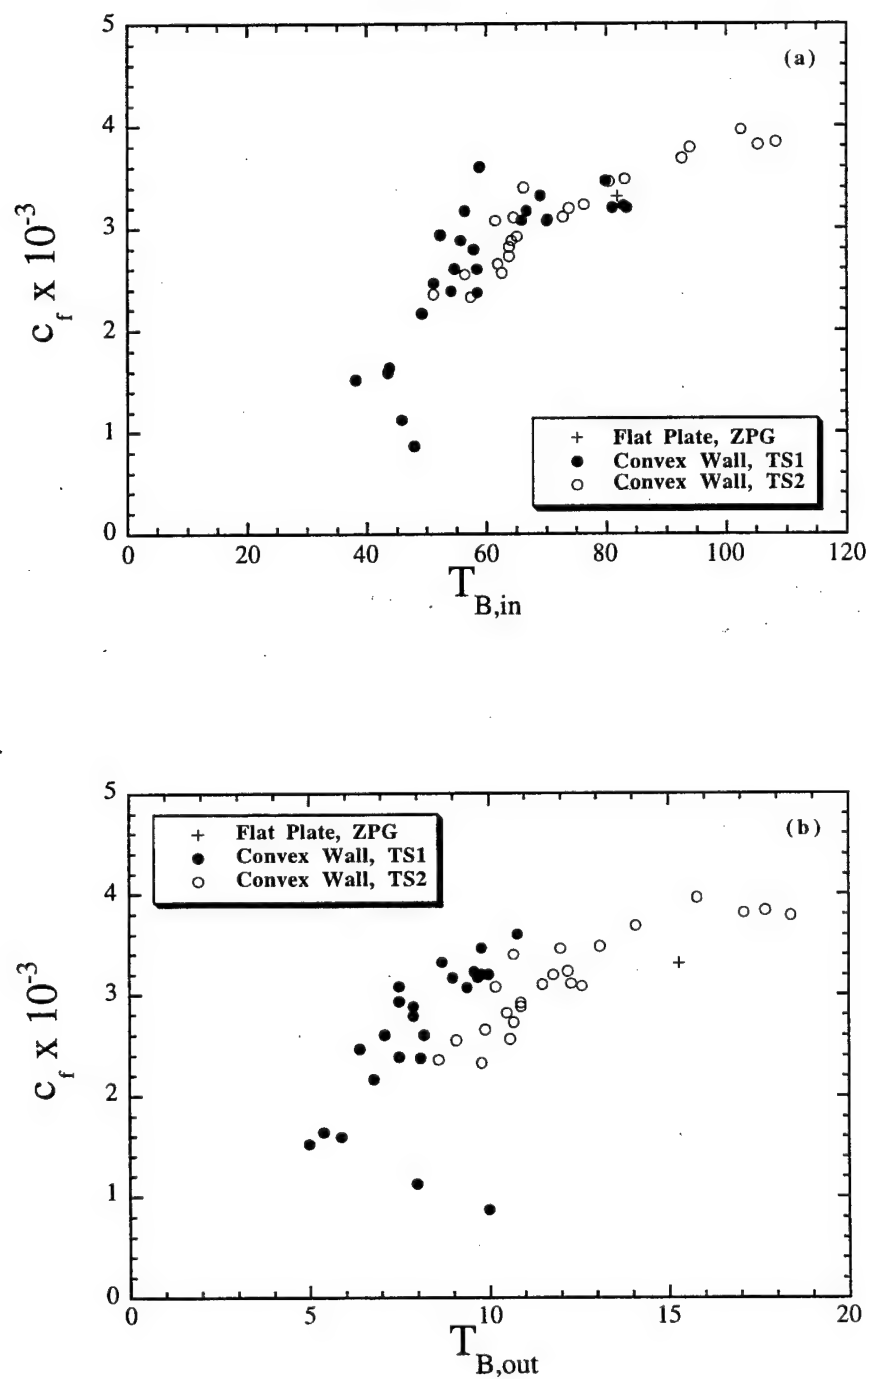 5
(a)
4
3
2
1
0
c_f x 10^-3
+ Flat Plate, ZPG
● Convex Wall, TS1
○ Convex Wall, TS2
0 20 40 60 80 100 120
T_B,in
5
(b)
+ Flat Plate, ZPG
● Convex Wall, TS1
○ Convex Wall, TS2
4
3
2
1
0
c_f x 10^-3
5 10 15 20
T_B,out